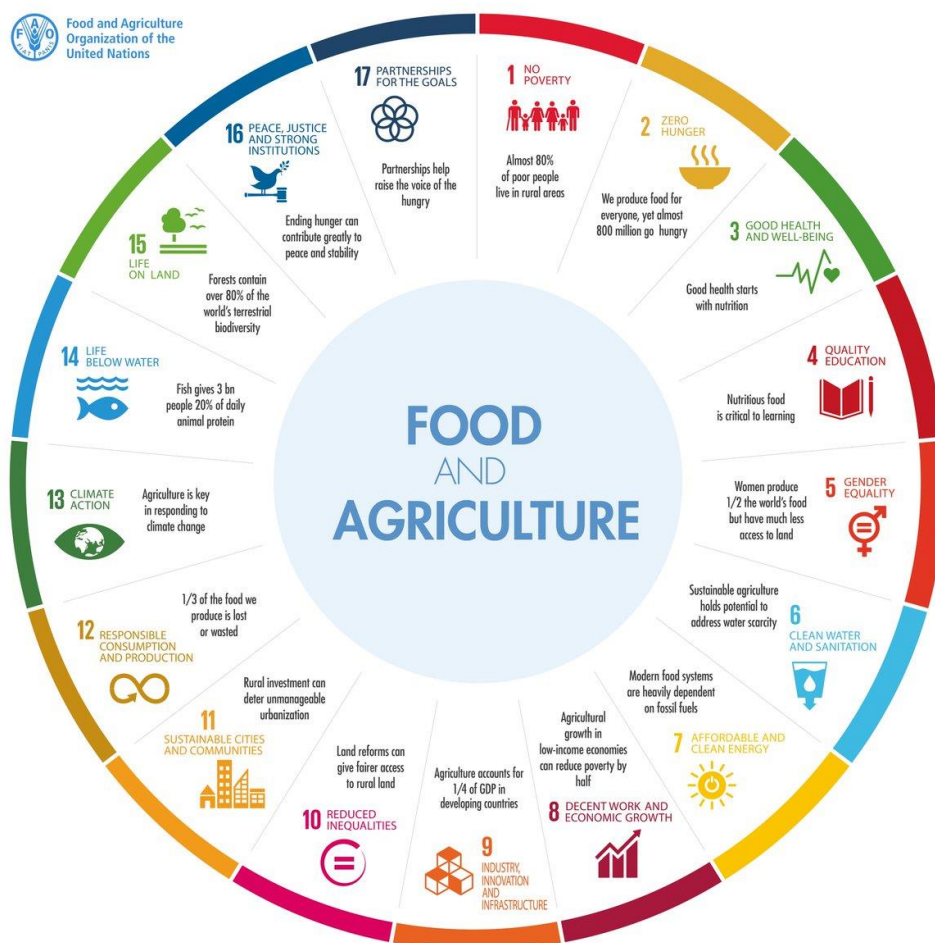 Food and Agriculture
Organization of the
United Nations
F A O
FIAT PANIS
FOOD
AND
AGRICULTURE
1 NO
POVERTY
Almost 80%
of poor people
live in rural areas
2 ZERO
HUNGER
We produce food for
everyone, yet almost
800 million go hungry
3 GOOD HEALTH
AND WELL-BEING
Good health starts
with nutrition
4 QUALITY
EDUCATION
Nutritious food
is critical to learning
5 GENDER
EQUALITY
Women produce
1/2 the world's food
but have much less
access to land
6
CLEAN WATER
AND SANITATION
Sustainable agriculture
holds potential to
address water scarcity
7 AFFORDABLE AND
CLEAN ENERGY
Modern food systems
are heavily dependent
on fossil fuels
8 DECENT WORK AND
ECONOMIC GROWTH
Agricultural
growth in
low-income economies
can reduce poverty by
half
9
INDUSTRY,
INNOVATION
AND
INFRASTRUCTURE
Agriculture accounts for
1/4 of GDP in
developing countries
10 REDUCED
INEQUALITIES
Land reforms can
give fairer access
to rural land
11
SUSTAINABLE CITIES
AND COMMUNITIES
Rural investment can
deter unmanageable
urbanization
12 RESPONSIBLE
CONSUMPTION
AND PRODUCTION
1/3 of the food we
produce is lost
or wasted
13 CLIMATE
ACTION
Agriculture is key
in responding to
climate change
14 LIFE
BELOW WATER
Fish gives 3 bn
people 20% of daily
animal protein
15
LIFE
ON LAND
Forests contain
over 80% of the
world's terrestrial
biodiversity
16 PEACE, JUSTICE
AND STRONG
INSTITUTIONS
Ending hunger can
contribute greatly to
peace and stability
17 PARTNERSHIPS
FOR THE GOALS
Partnerships help
raise the voice of the
hungry